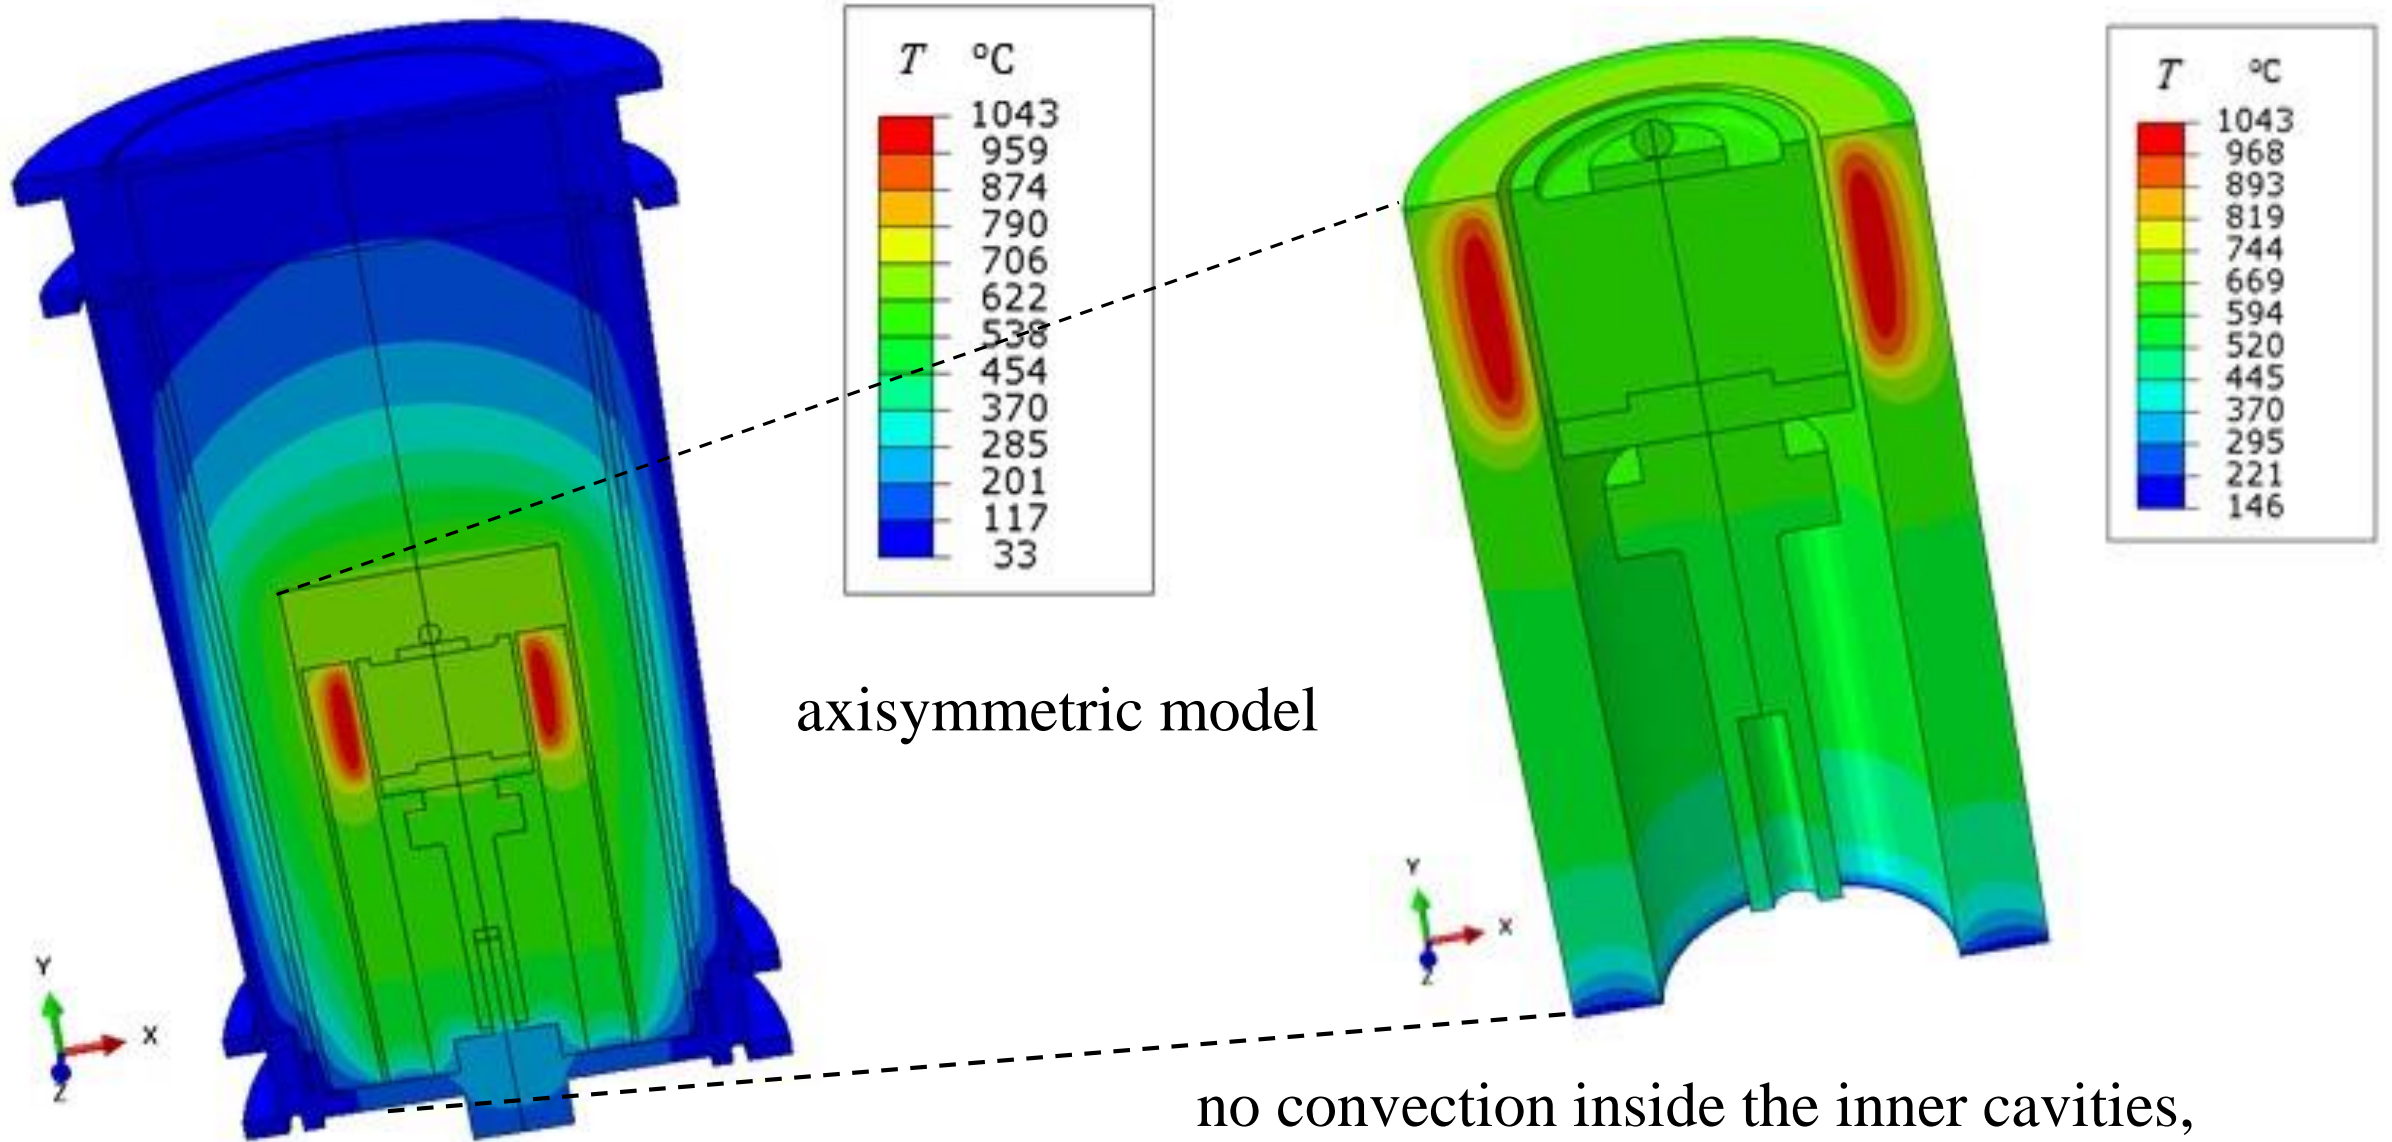 T °C
1043
959
874
790
706
622
538
454
370
285
201
117
33
T °C
1043
968
893
819
744
669
594
520
445
370
295
221
146
axisymmetric model
Y
X
Z
Y
X
Z
no convection inside the inner cavities,